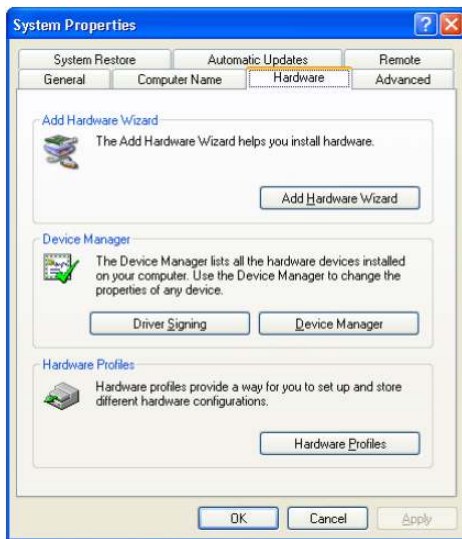 System Properties
System Restore
Automatic Updates
Remote
General
Computer Name
Hardware
Advanced
Add Hardware Wizard
The Add Hardware Wizard helps you install hardware.
Add Hardware Wizard
Device Manager
The Device Manager lists all the hardware devices installed
on your computer. Use the Device Manager to change the
properties of any device.
Driver Signing
Device Manager
Hardware Profiles
Hardware profiles provide a way for you to set up and store
different hardware configurations.
Hardware Profiles
OK
Cancel
Apply